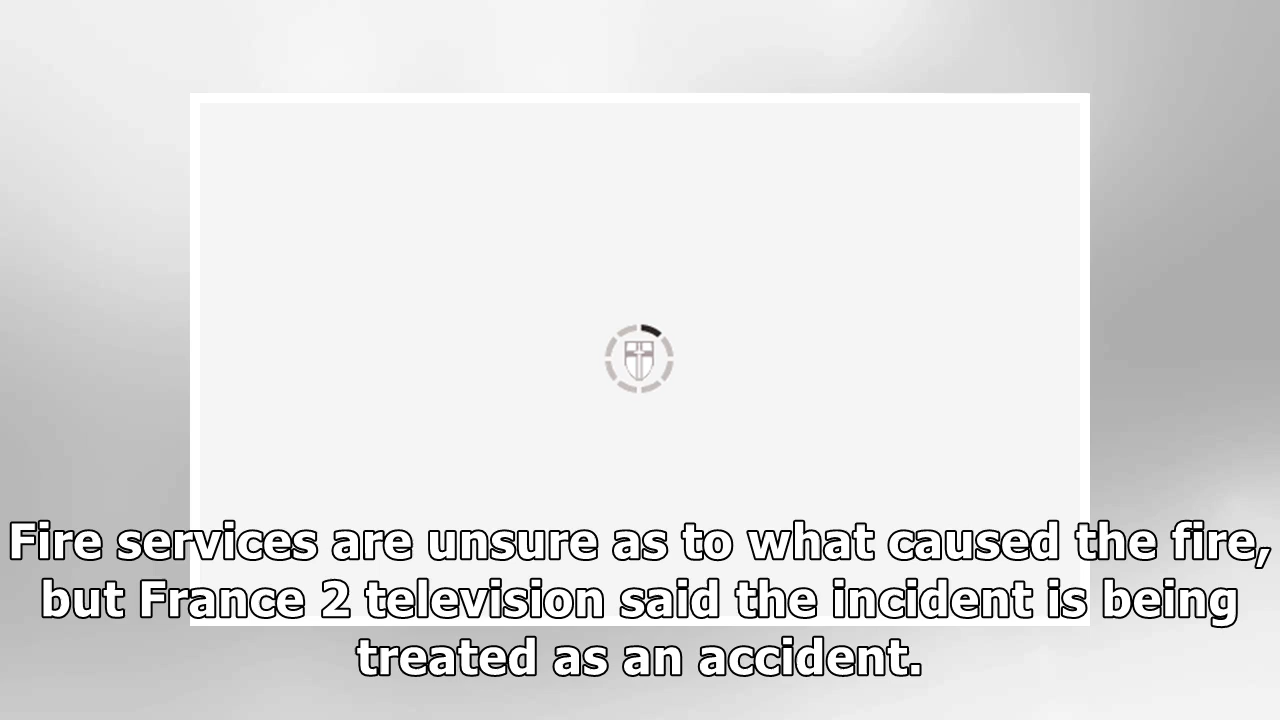 Fire services are unsure as to what caused the fire,
but France 2 television said the incident is being
treated as an accident.